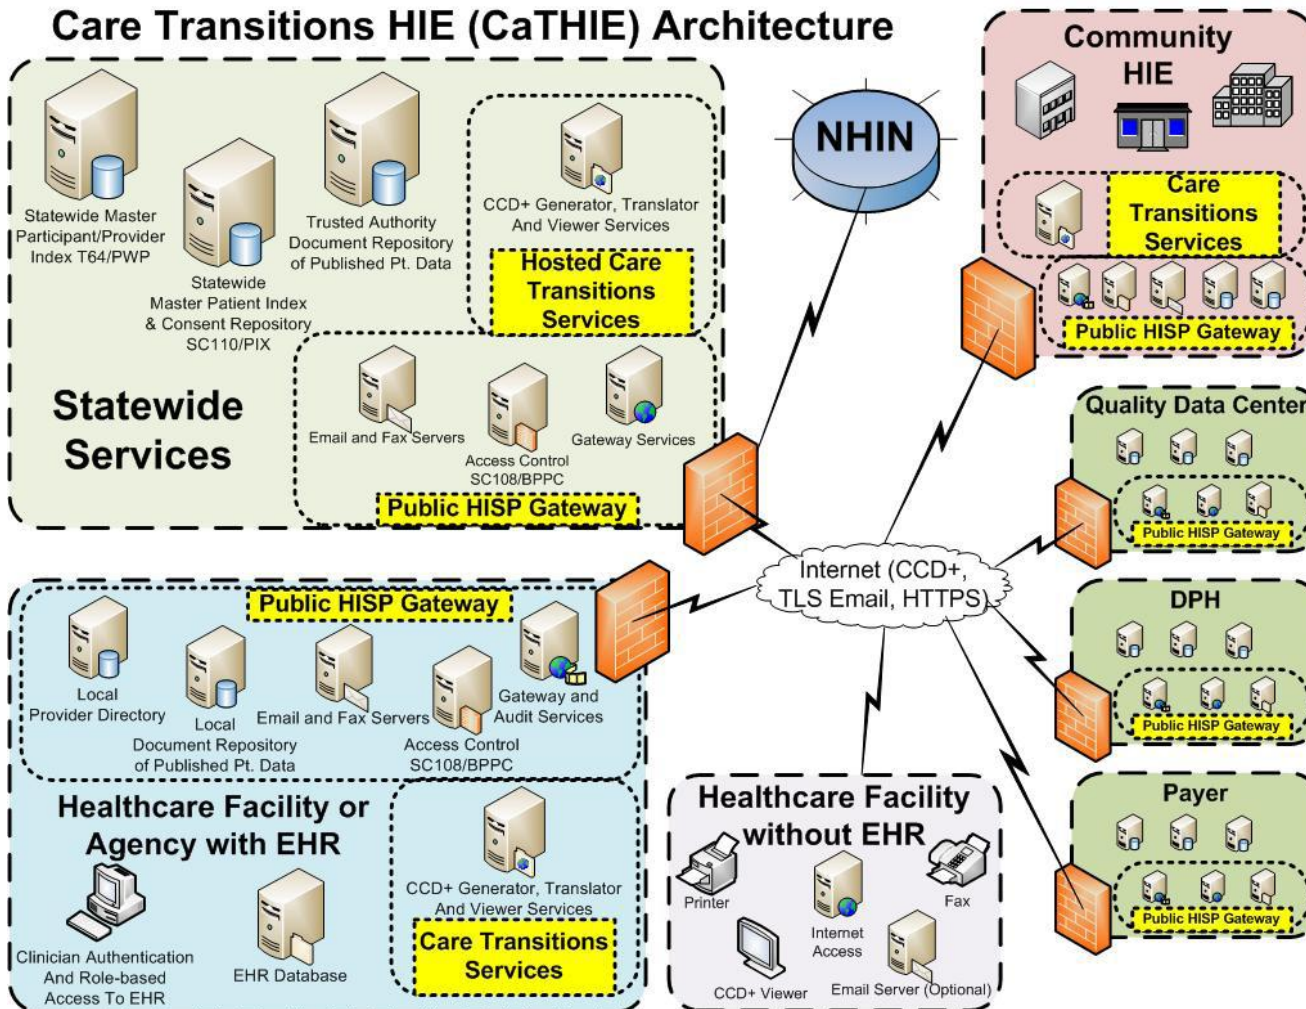 Care Transitions HIE (CaTHIE) Architecture
Statewide Master
Participant/Provider
Index T64/PWP
Statewide
Master Patient Index
& Consent Repository
SC110/PIX
Trusted Authority
Document Repository
of Published Pt. Data
CCD+ Generator, Translator
And Viewer Services
Hosted Care
Transitions
Services
Statewide
Services
Email and Fax Servers
Access Control
SC108/BPPC
Gateway Services
Public HISP Gateway
NHIN
Community
HIE
Care
Transitions
Services
Public HISP Gateway
Quality Data Center
Public HISP Gateway
Internet (CCD+,
TLS Email, HTTPS)
DPH
Public HISP Gateway
Payer
Public HISP Gateway
Public HISP Gateway
Local
Provider Directory
Local
Document Repository
of Published Pt. Data
Email and Fax Servers
Access Control
SC108/BPPC
Gateway and
Audit Services
Healthcare Facility or
Agency with EHR
Clinician Authentication
And Role-based
Access To EHR
EHR Database
CCD+ Generator, Translator
And Viewer Services
Care Transitions
Services
Healthcare Facility
without EHR
Printer
Fax
Internet
Access
CCD+ Viewer
Email Server (Optional)